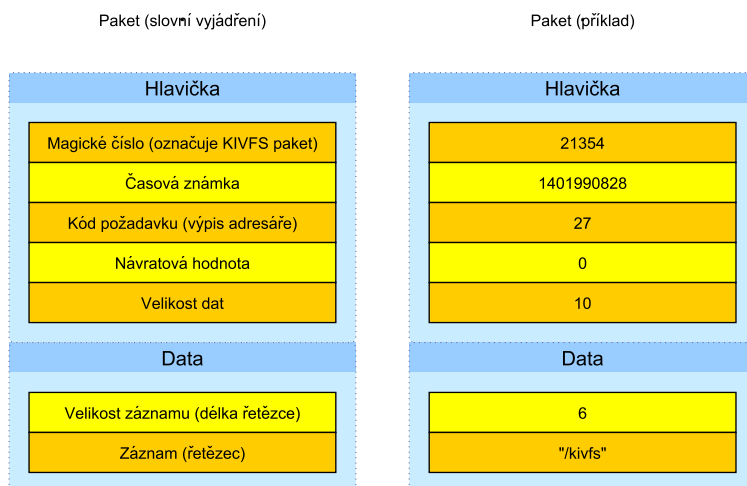 Paket (slovní vyjádření)
Hlavička
Magické číslo (označuje KIVFS paket)
Časová známka
Kód požadavku (výpis adresáře)
Návratová hodnota
Velikost dat
Data
Velikost záznamu (délka řetězce)
Záznam (řetězec)
Paket (příklad)
Hlavička
21354
1401990828
27
0
10
Data
6
"/kivfs"